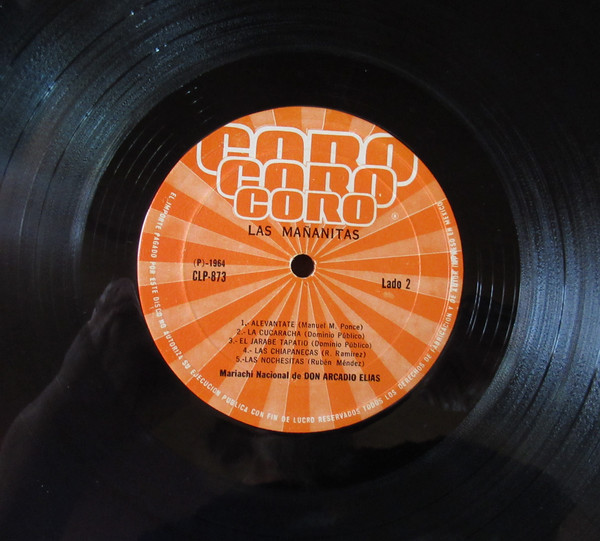 CORO
CORO
CORO
®
LAS MAÑANITAS
(P)-1964
CLP-873
Lado 2
1.- ALEVANTATE (Manuel M. Ponce)
2.- LA CUCARACHA (Dominio Público)
3.- EL JARABE TAPATIO (Dominio Público)
4.- LAS CHIAPANECAS (R. Ramirez)
5.-LAS NOCHESITAS (Rubén Méndez)
Mariachi Nacional de DON ARCADIO ELIAS
EL IMPORTE PAGADO POR ESTE DISCO NO AUTORIZA SU EJECUCION PUBLICA CON FIN DE LUCRO RESERVADOS TODOS LOS DERECHOS DE FABRICACION Y EN MEXICO